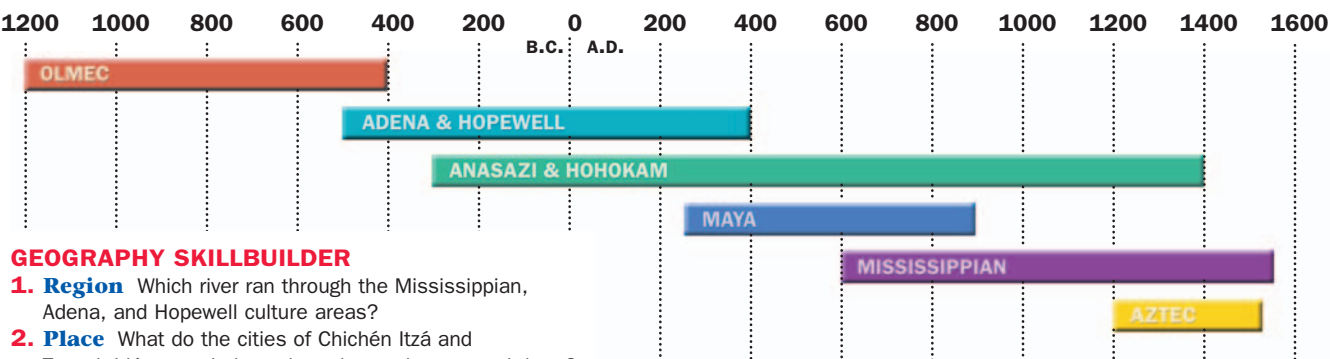 1200 1000 800 600 400 200 0 200 400 600 800 1000 1200 1400 1600
B.C. A.D.
OLMEC
ADENA & HOPEWELL
ANASAZI & HOHOKAM
MAYA
MISSISSIPPIAN
AZTEC
GEOGRAPHY SKILLBUILDER
1. Region Which river ran through the Mississippian,
Adena, and Hopewell culture areas?
2. Place What do the cities of Chichén Itzá and